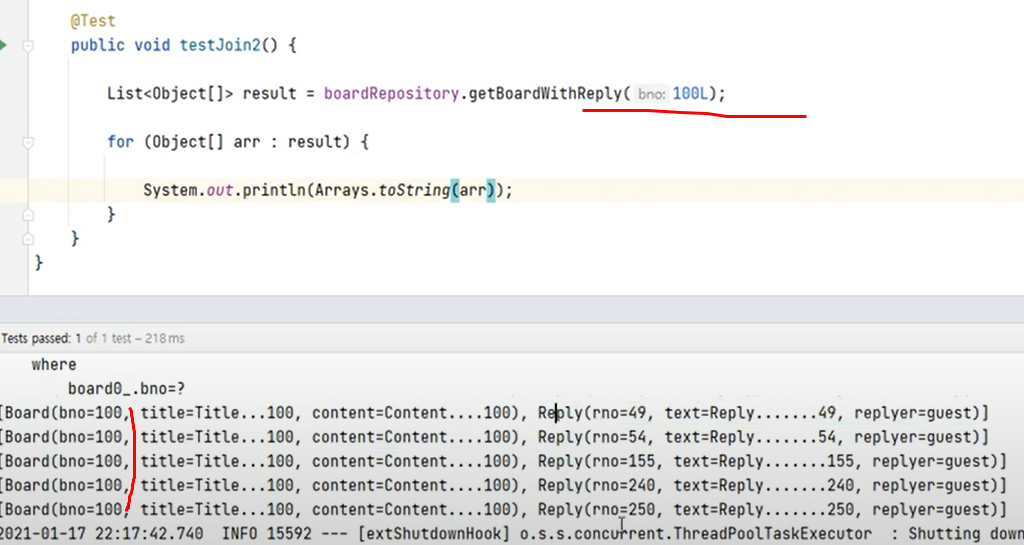 @Test
public void testJoin2() {
List<Object[]> result = boardRepository.getBoardWithReply( bno: 100L);
for (Object[] arr : result) {
System.out.println(Arrays.toString(arr));
}
}
}
Tests passed: 1 of 1 test – 218 ms
where
board0_.bno=?
[Board(bno=100, title=Title...100, content=Content....100), Reply(rno=49, text=Reply.......49, replyer=guest)]
[Board(bno=100, title=Title...100, content=Content....100), Reply(rno=54, text=Reply.......54, replyer=guest)]
[Board(bno=100, title=Title...100, content=Content....100), Reply(rno=155, text=Reply.......155, replyer=guest)]
[Board(bno=100, title=Title...100, content=Content....100), Reply(rno=240, text=Reply.......240, replyer=guest)]
[Board(bno=100, title=Title...100, content=Content....100), Reply(rno=250, text=Reply.......250, replyer=guest)]
2021-01-17 22:17:42.740 INFO 15592 --- [extShutdownHook] o.s.s.concurrent.ThreadPoolTaskExecutor : Shutting down